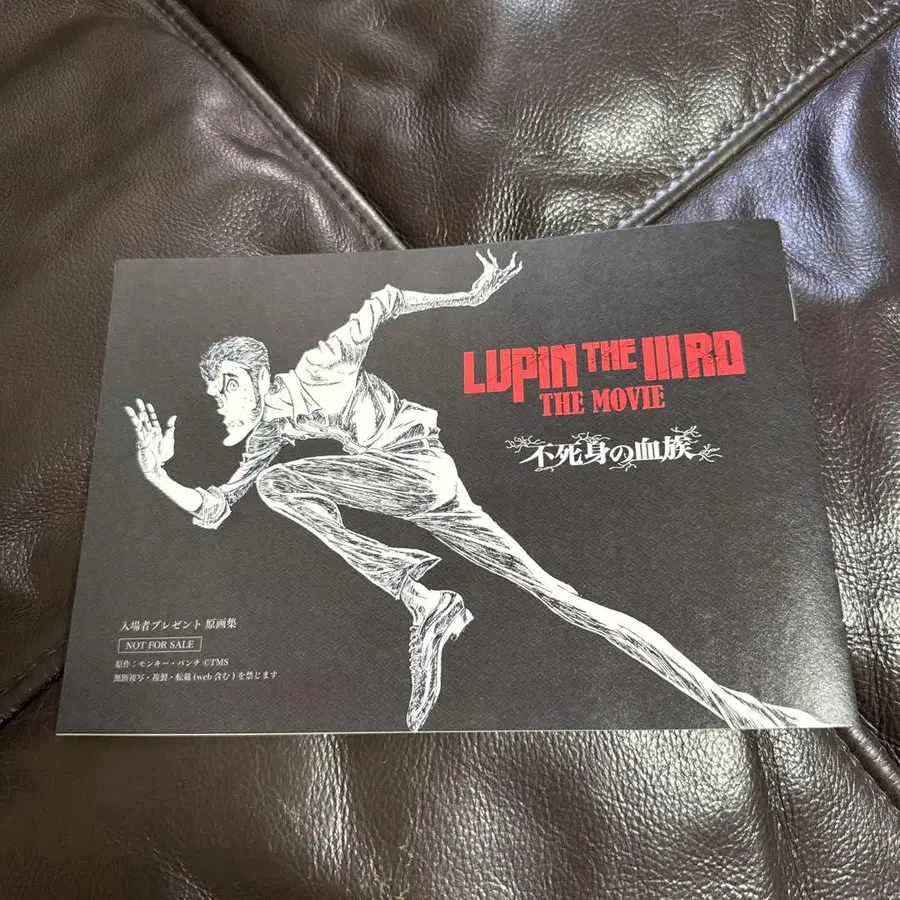 LUPIN THE IIIRD
THE MOVIE
不死身の血族
入場者プレゼント 原画集
NOT FOR SALE
原作：モンキー・パンチ ©TMS
無断複写・複製・転載(web含む)を禁じます